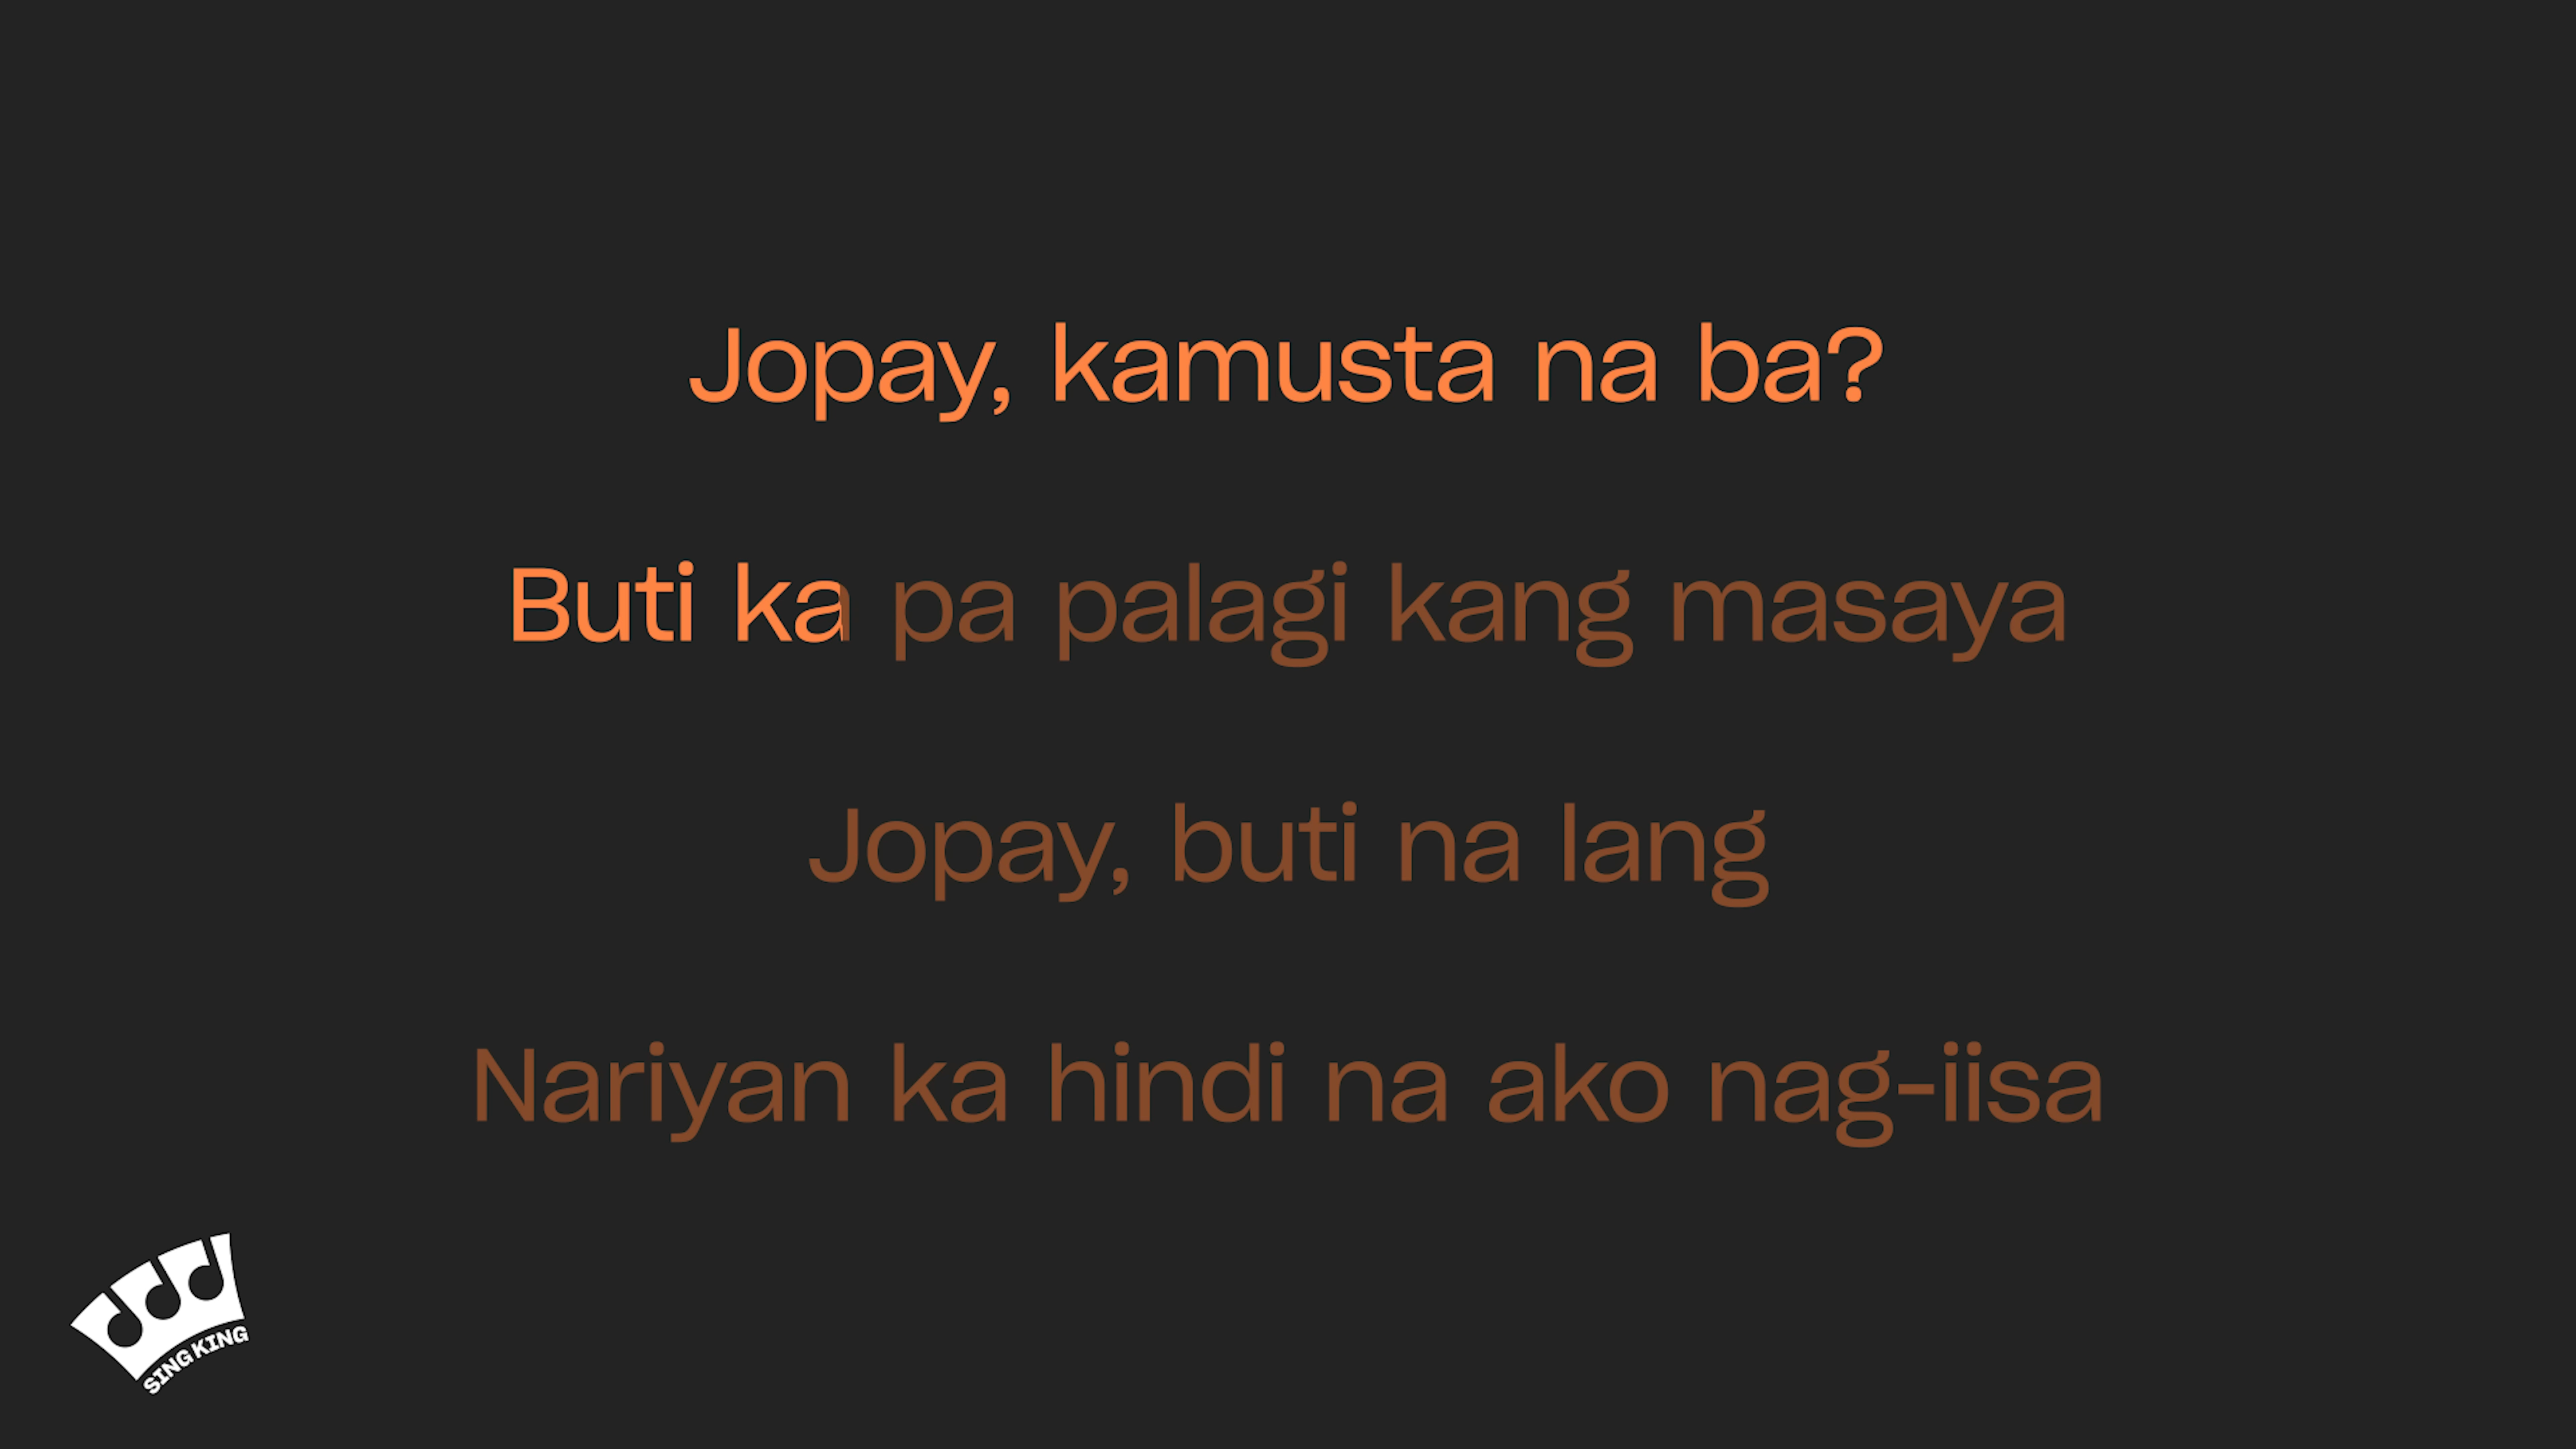 Jopay, kamusta na ba?
Buti ka pa palagi kang masaya
Jopay, buti na lang
Nariyan ka hindi na ako nag-iisa
SING KING